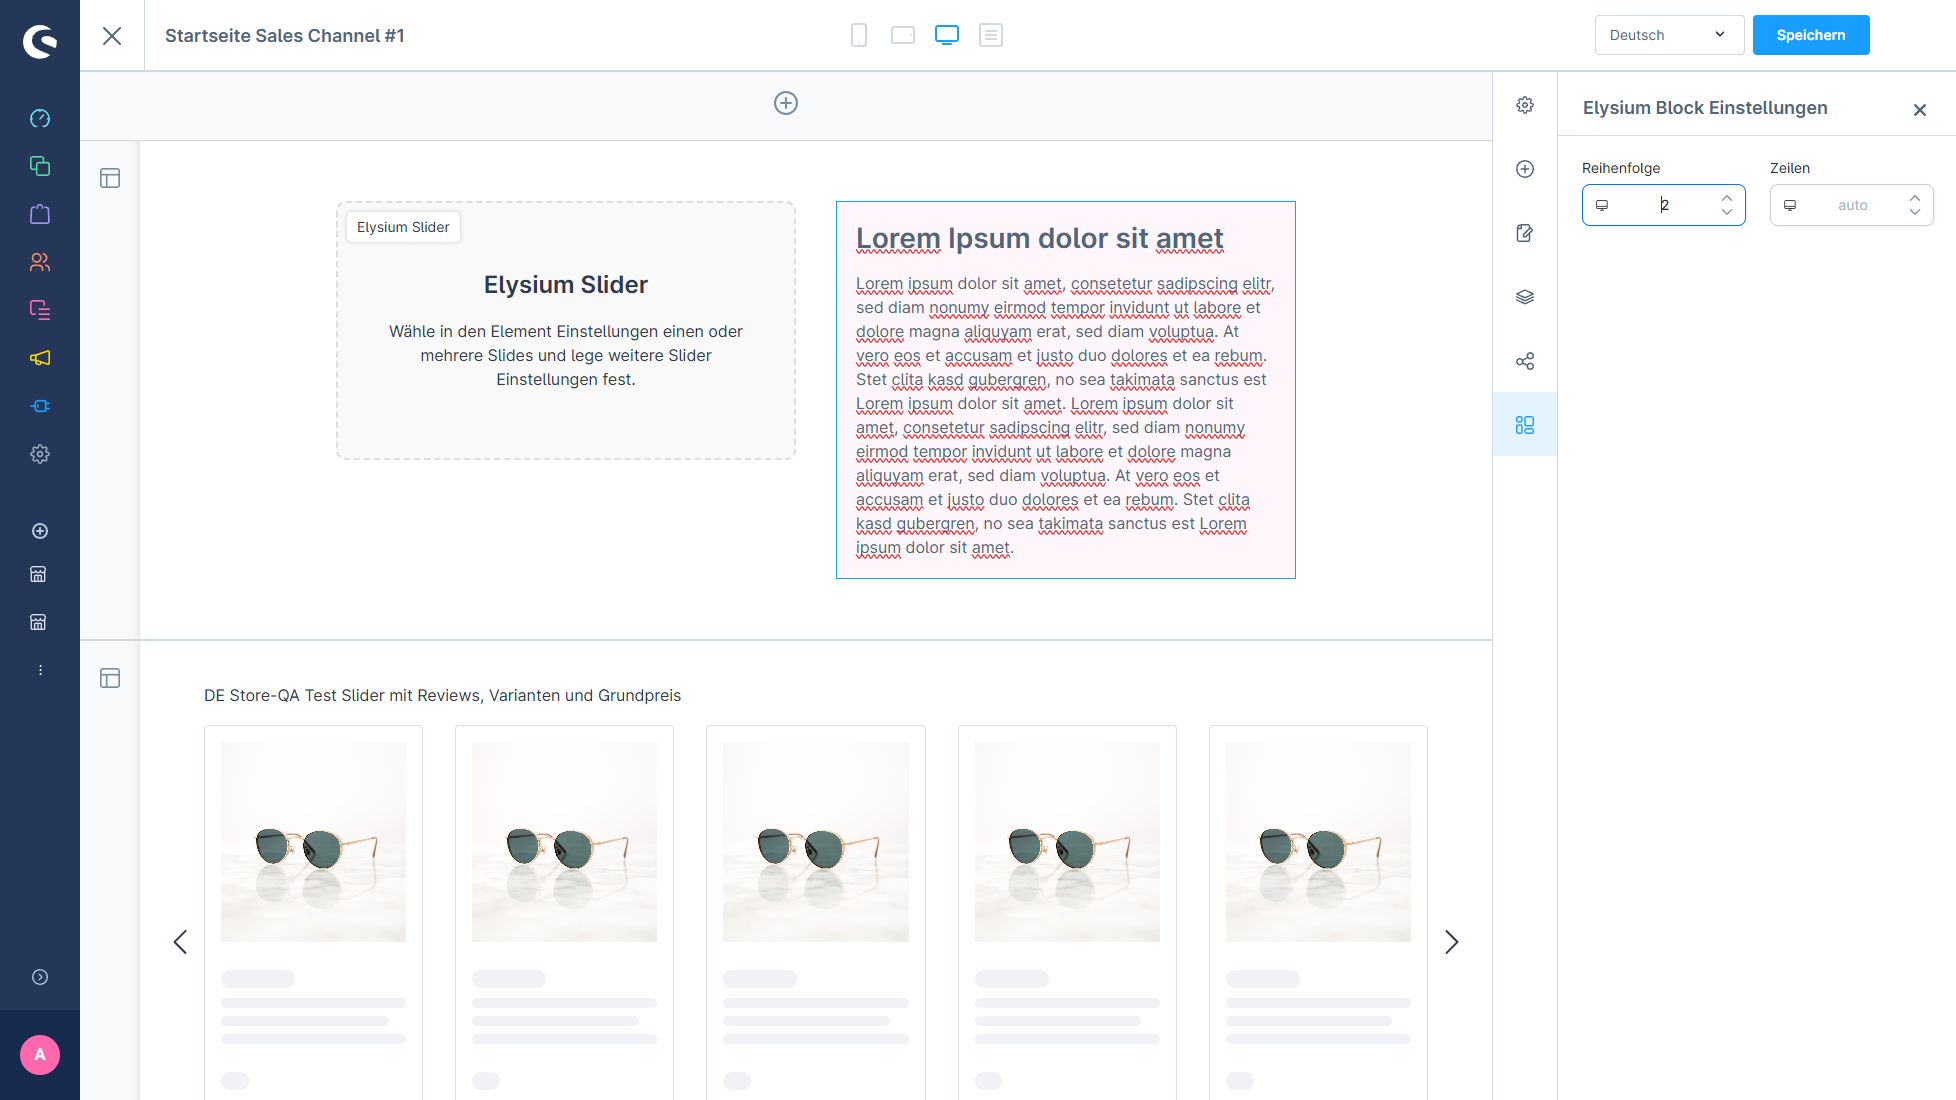 Startseite Sales Channel #1
Deutsch
Speichern
Elysium Block Einstellungen
Reihenfolge
Zeilen
2
auto
Elysium Slider
Elysium Slider
Wähle in den Element Einstellungen einen oder
mehrere Slides und lege weitere Slider
Einstellungen fest.
Lorem Ipsum dolor sit amet
Lorem ipsum dolor sit amet, consetetur sadipscing elitr,
sed diam nonumy eirmod tempor invidunt ut labore et
dolore magna aliquyam erat, sed diam voluptua. At
vero eos et accusam et justo duo dolores et ea rebum.
Stet clita kasd gubergren, no sea takimata sanctus est
Lorem ipsum dolor sit amet. Lorem ipsum dolor sit
amet, consetetur sadipscing elitr, sed diam nonumy
eirmod tempor invidunt ut labore et dolore magna
aliquyam erat, sed diam voluptua. At vero eos et
accusam et justo duo dolores et ea rebum. Stet clita
kasd gubergren, no sea takimata sanctus est Lorem
ipsum dolor sit amet.
DE Store-QA Test Slider mit Reviews, Varianten und Grundpreis
A